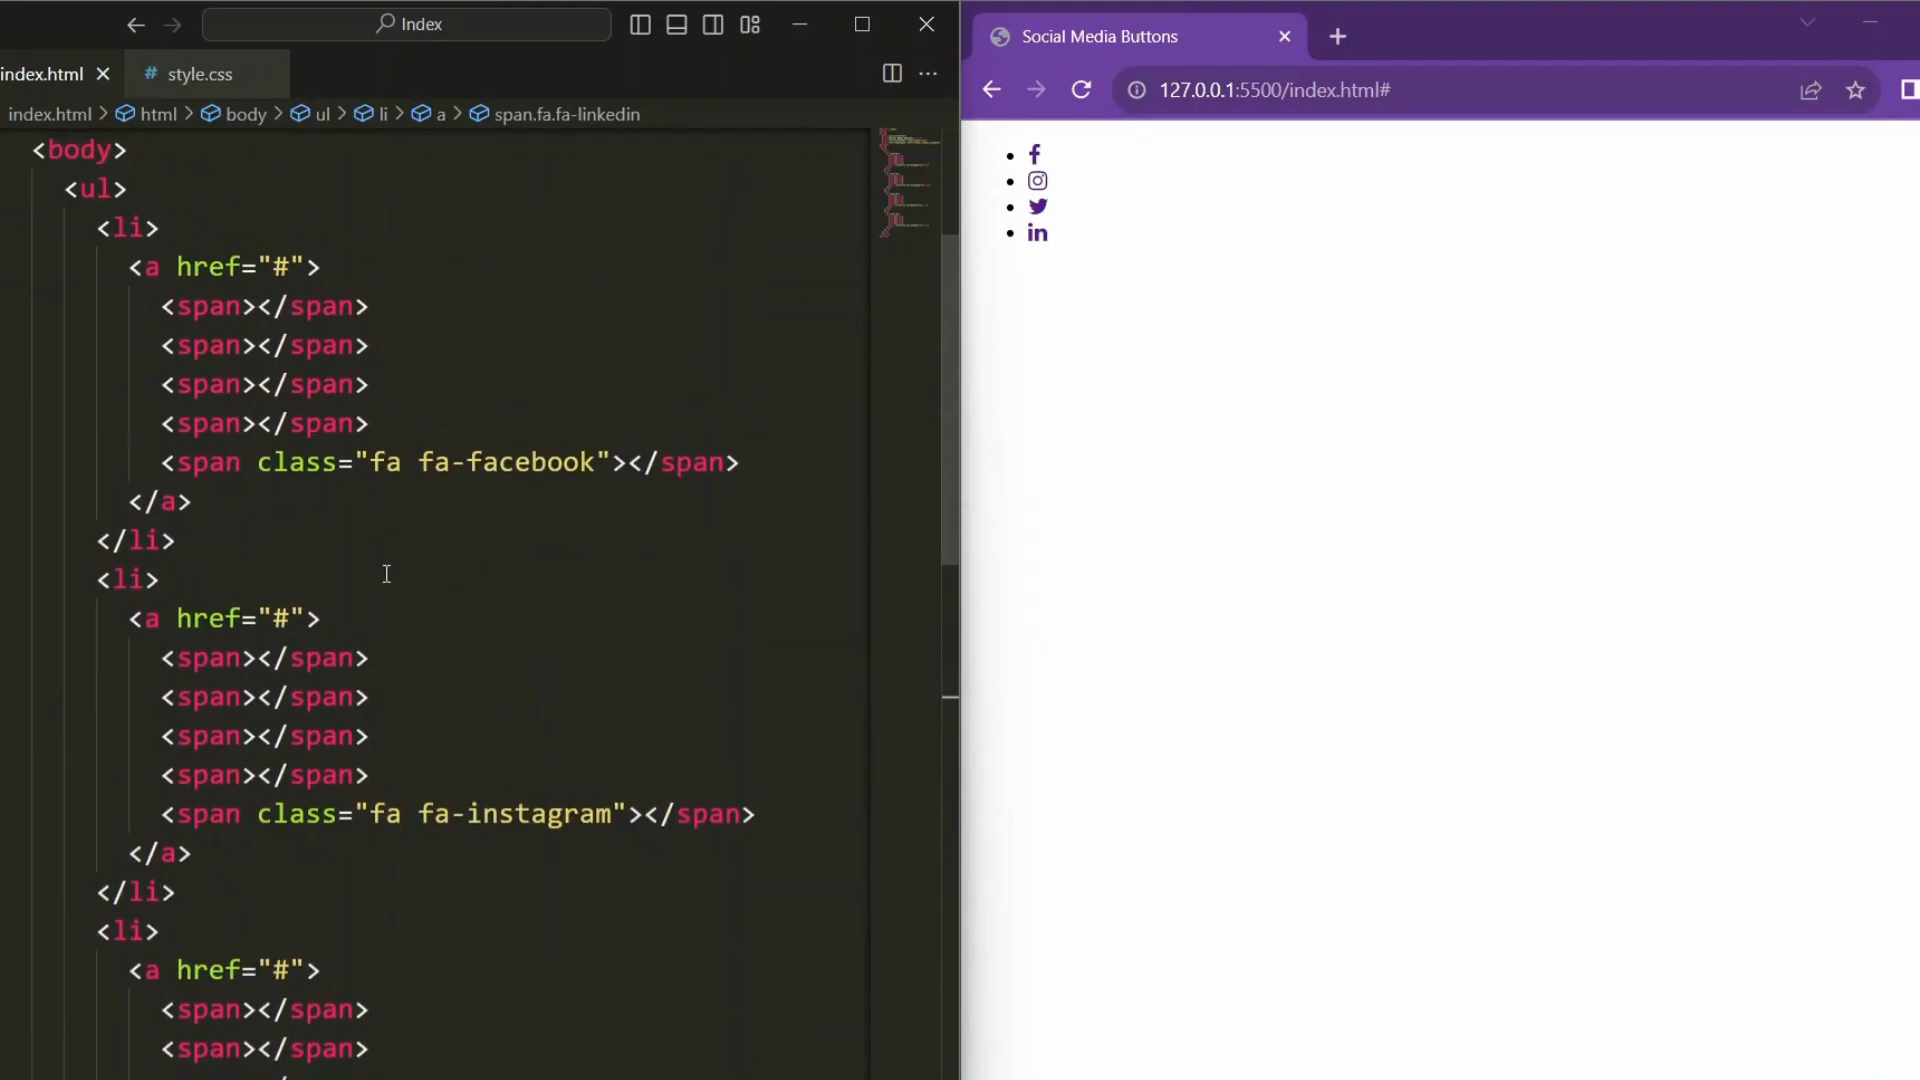 Index
Social Media Buttons
index.html
# style.css
127.0.0.1:5500/index.html#
index.html > html > body > ul > li > a > span.fa.fa-linkedin
<body>
<ul>
<li>
<a href="#">
<span></span>
<span></span>
<span></span>
<span></span>
<span class="fa fa-facebook"></span>
</a>
</li>
<li>
<a href="#">
<span></span>
<span></span>
<span></span>
<span></span>
<span class="fa fa-instagram"></span>
</a>
</li>
<li>
<a href="#">
<span></span>
<span></span>